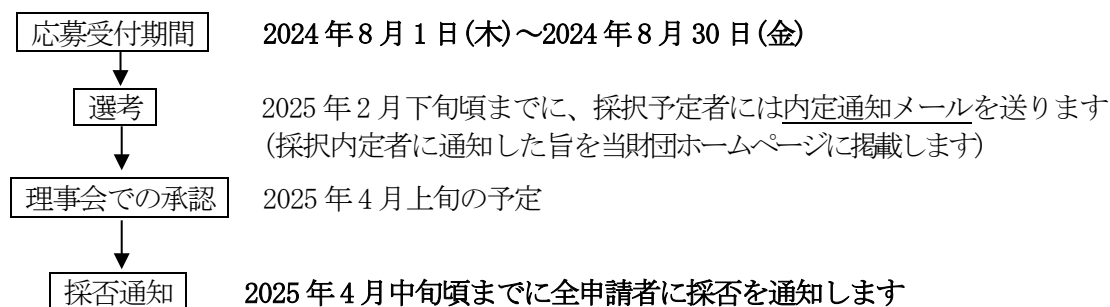 応募受付期間 2024年8月1日(木)～2024年8月30日(金)
選考 2025年2月下旬頃までに、採択予定者には内定通知メールを送ります
(採択内定者に通知した旨を当財団ホームページに掲載します)
理事会での承認 2025年4月上旬の予定
採否通知 2025年4月中旬頃までに全申請者に採否を通知します